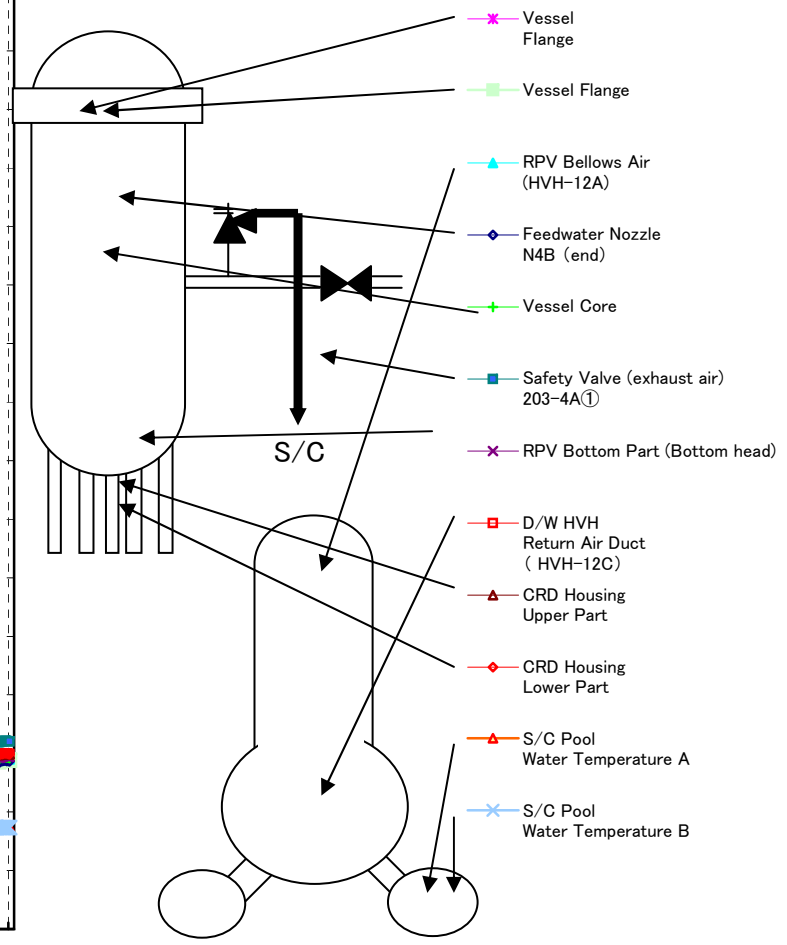 Vessel
Flange
Vessel Flange
RPV Bellows Air
(HVH-12A)
Feedwater Nozzle
N4B (end)
Vessel Core
Safety Valve (exhaust air)
203-4A①
S/C
RPV Bottom Part (Bottom head)
D/W HVH
Return Air Duct
( HVH-12C)
CRD Housing
Upper Part
CRD Housing
Lower Part
S/C Pool
Water Temperature A
S/C Pool
Water Temperature B